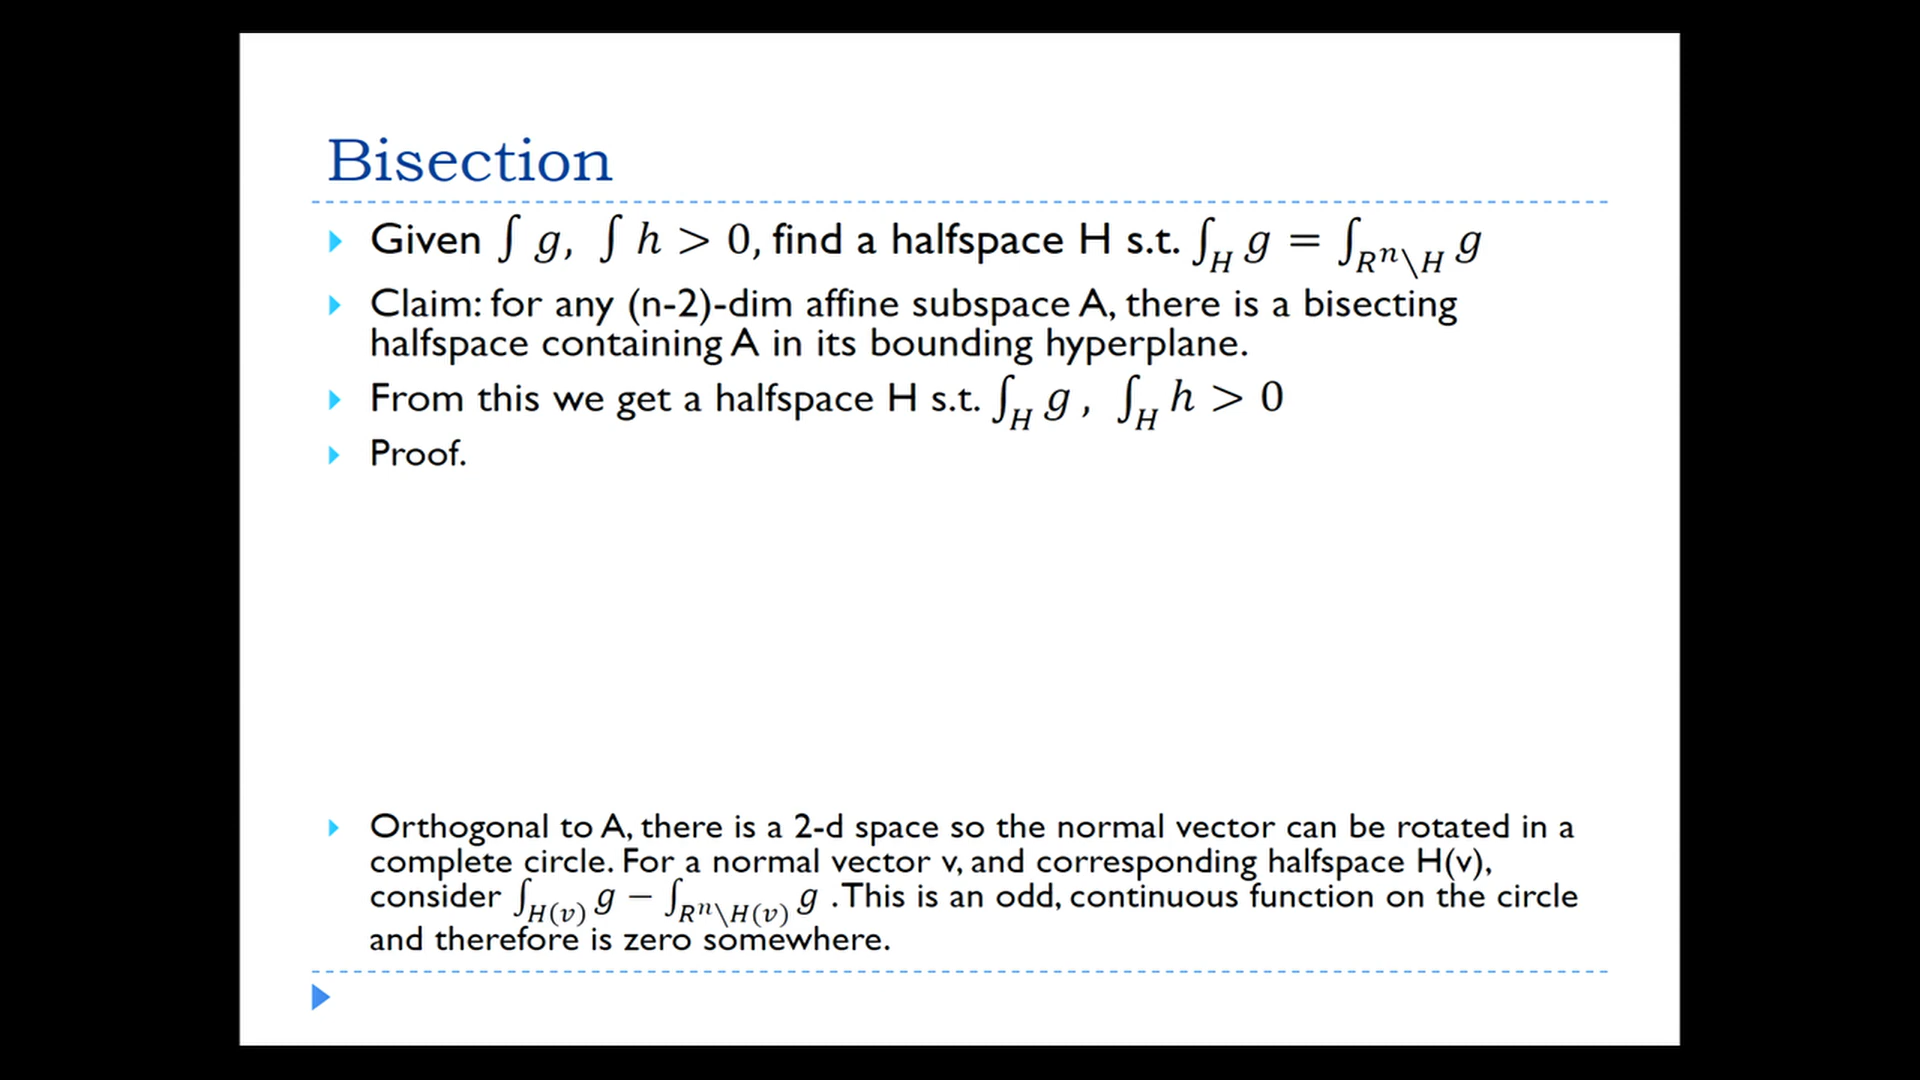 Bisection
Given ∫ g, ∫ h > 0, find a halfspace H s.t. ∫_H g = ∫_{R^n\H} g
Claim: for any (n-2)-dim affine subspace A, there is a bisecting
halfspace containing A in its bounding hyperplane.
From this we get a halfspace H s.t. ∫_H g , ∫_H h > 0
Proof.
Orthogonal to A, there is a 2-d space so the normal vector can be rotated in a
complete circle. For a normal vector v, and corresponding halfspace H(v),
consider ∫_{H(v)} g − ∫_{R^n\H(v)} g .This is an odd, continuous function on the circle
and therefore is zero somewhere.